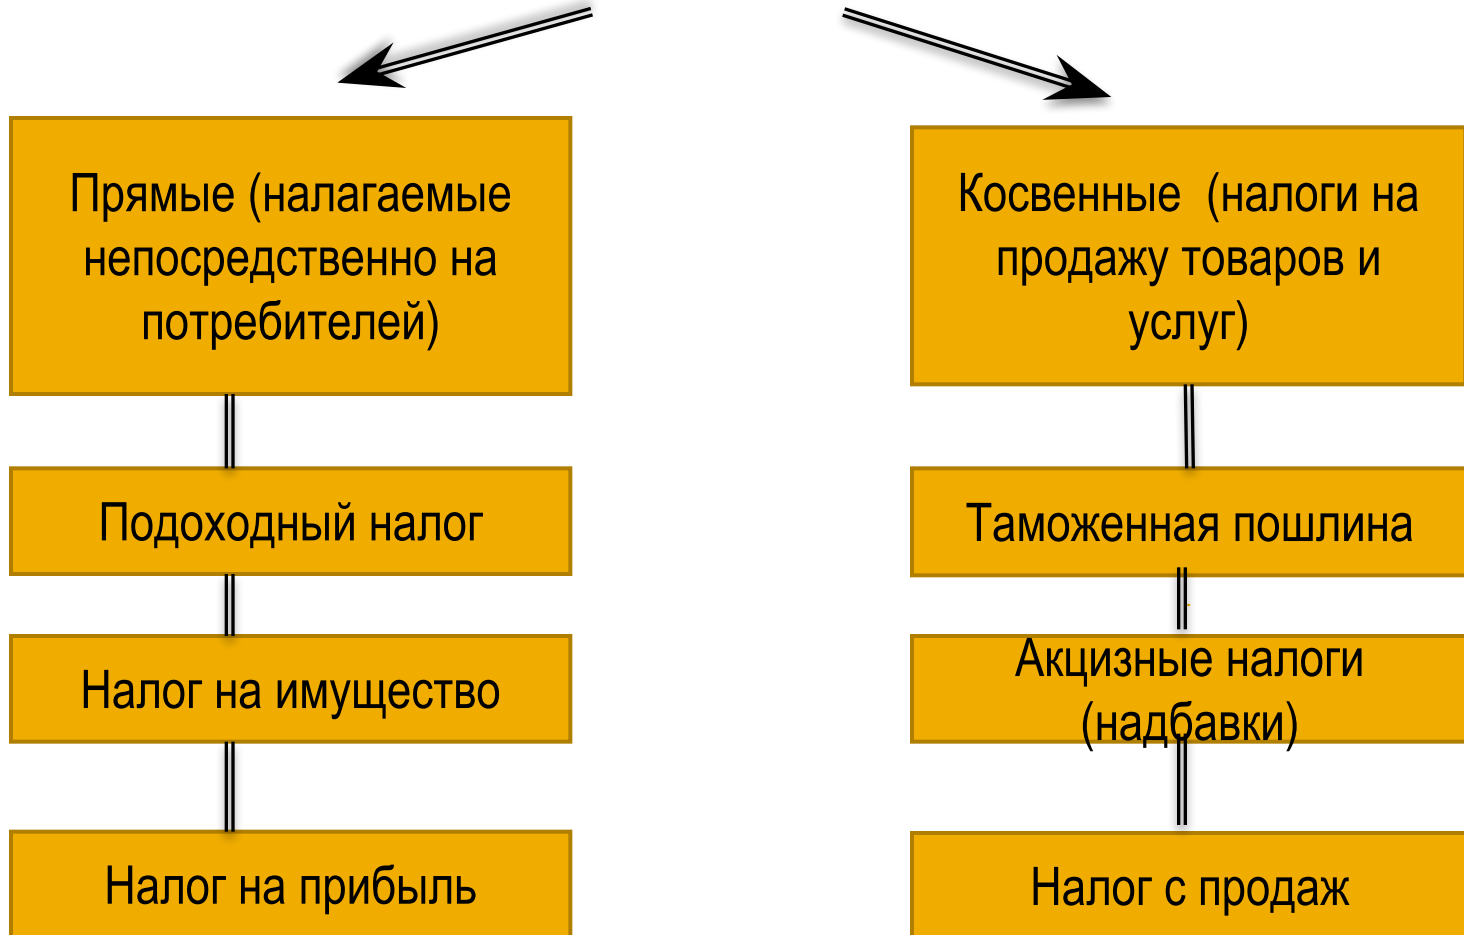 Прямые (налагаемые
непосредственно на
потребителей)
Подоходный налог
Налог на имущество
Налог на прибыль
Косвенные  (налоги на
продажу товаров и
услуг)
Таможенная пошлина
Акцизные налоги
(надбавки)
Налог с продаж